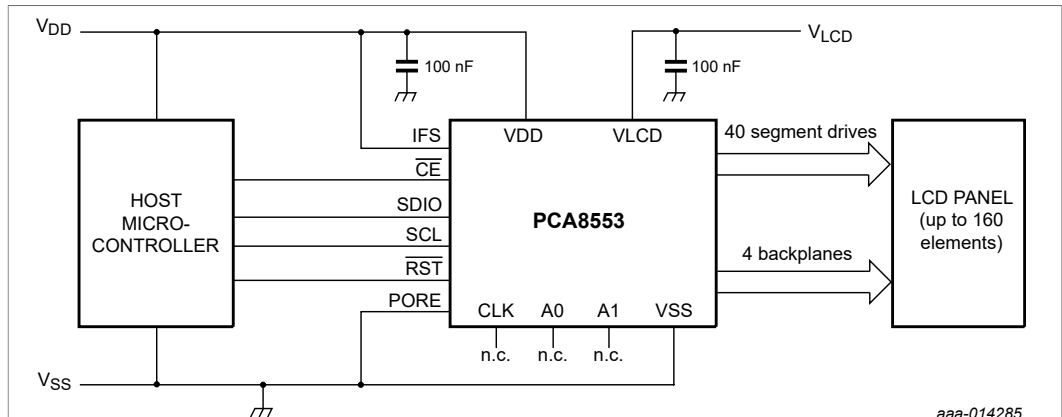 VDD
VLCD
100 nF
100 nF
IFS
VDD
VLCD
40 segment drives
CE
HOST
MICRO-
CONTROLLER
SDIO
PCA8553
LCD PANEL
(up to 160
elements)
SCL
4 backplanes
RST
PORE
CLK
A0
A1
VSS
n.c.
n.c.
n.c.
VSS
aaa-014285